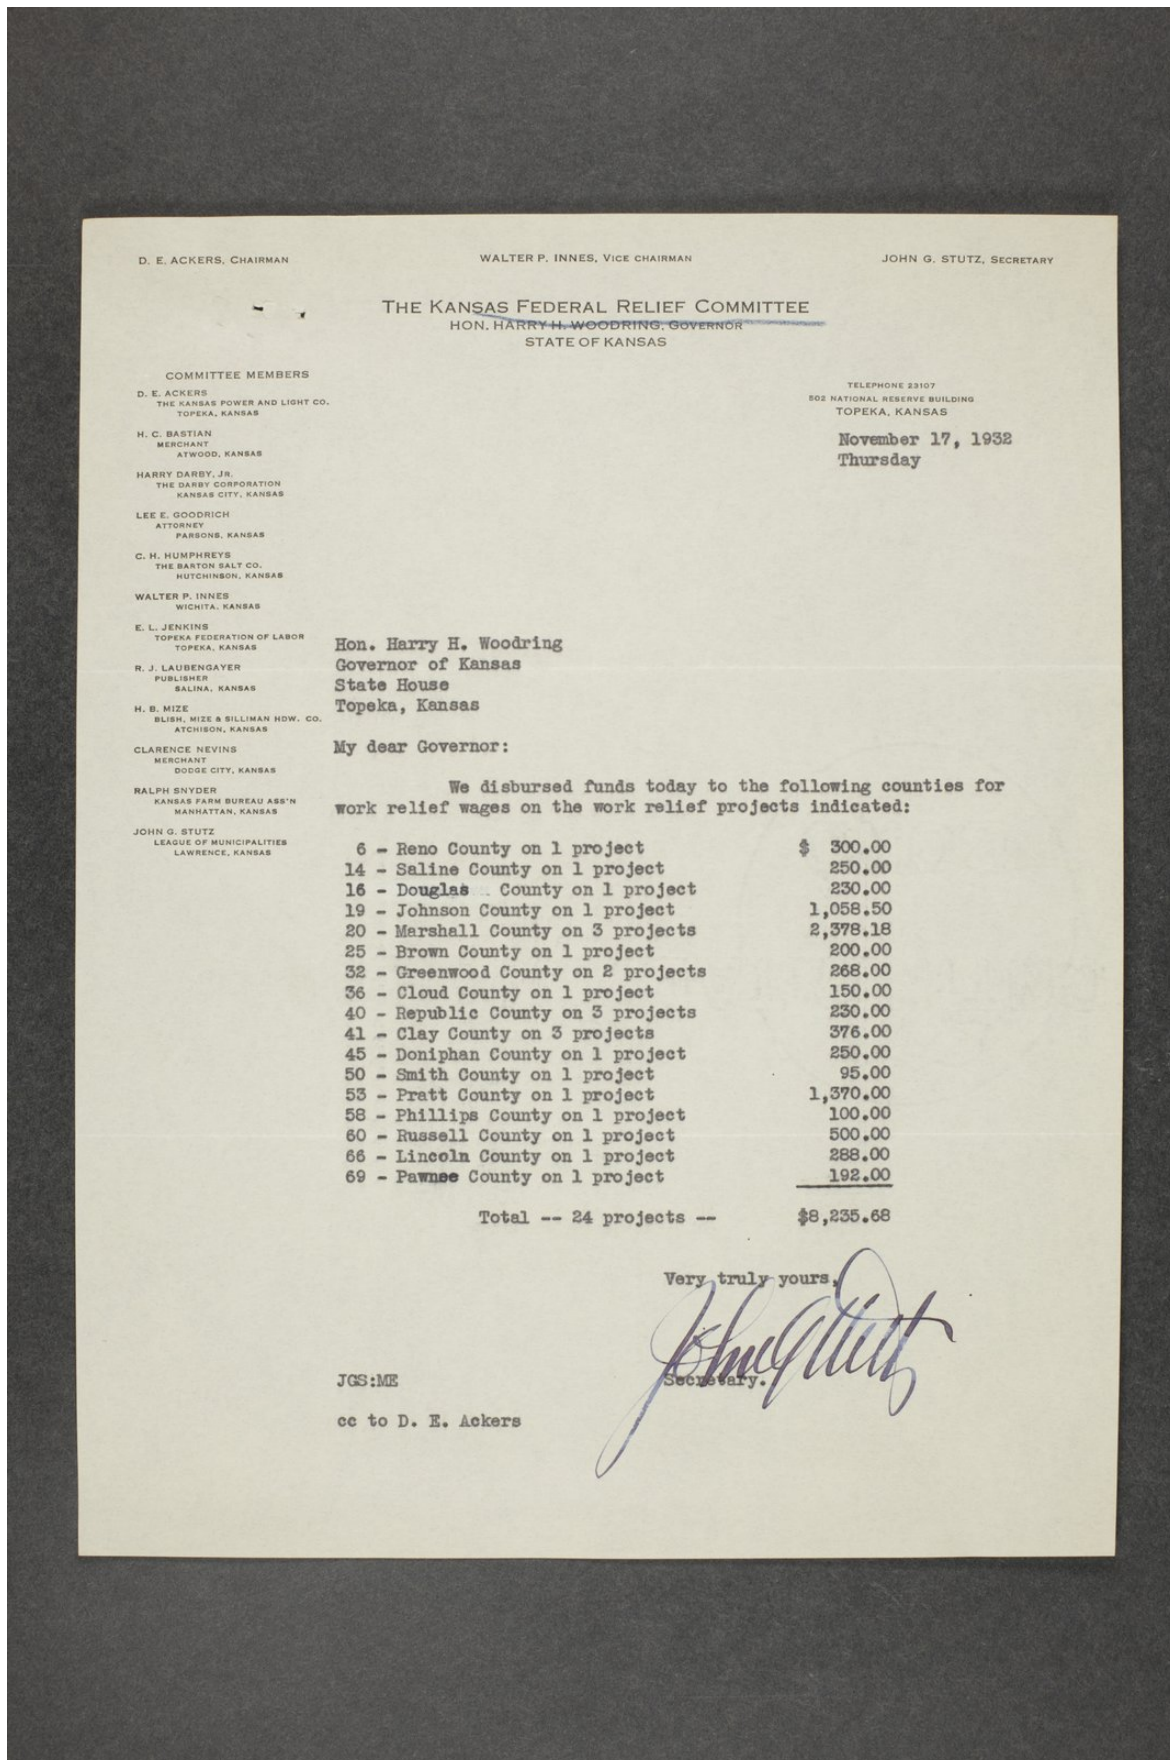 D. E. ACKERS, CHAIRMAN
WALTER P. INNES, VICE CHAIRMAN
JOHN G. STUTZ, SECRETARY
THE KANSAS FEDERAL RELIEF COMMITTEE
HON. HARRY H. WOODRING, GOVERNOR
STATE OF KANSAS
COMMITTEE MEMBERS
D. E. ACKERS
THE KANSAS POWER AND LIGHT CO.
TOPEKA, KANSAS
H. C. BASTIAN
MERCHANT
ATWOOD, KANSAS
HARRY DARBY, JR.
THE DARBY CORPORATION
KANSAS CITY, KANSAS
LEE E. GOODRICH
ATTORNEY
PARSONS, KANSAS
C. H. HUMPHREYS
THE BARTON SALT CO.
HUTCHINSON, KANSAS
WALTER P. INNES
WICHITA, KANSAS
E. L. JENKINS
TOPEKA FEDERATION OF LABOR
TOPEKA, KANSAS
R. J. LAUBENGAYER
PUBLISHER
SALINA, KANSAS
H. B. MIZE
BLISH, MIZE & SILLIMAN HDW. CO.
ATCHISON, KANSAS
CLARENCE NEVINS
MERCHANT
DODGE CITY, KANSAS
RALPH SNYDER
KANSAS FARM BUREAU ASS'N
MANHATTAN, KANSAS
JOHN G. STUTZ
LEAGUE OF MUNICIPALITIES
LAWRENCE, KANSAS
TELEPHONE 23107
502 NATIONAL RESERVE BUILDING
TOPEKA, KANSAS
November 17, 1932
Thursday
Hon. Harry H. Woodring
Governor of Kansas
State House
Topeka, Kansas
My dear Governor:
We disbursed funds today to the following counties for
work relief wages on the work relief projects indicated:
6 - Reno County on 1 project $ 300.00
14 - Saline County on 1 project 250.00
16 - Douglas County on 1 project 230.00
19 - Johnson County on 1 project 1,058.50
20 - Marshall County on 3 projects 2,378.18
25 - Brown County on 1 project 200.00
32 - Greenwood County on 2 projects 268.00
36 - Cloud County on 1 project 150.00
40 - Republic County on 3 projects 230.00
41 - Clay County on 3 projects 376.00
45 - Doniphan County on 1 project 250.00
50 - Smith County on 1 project 95.00
53 - Pratt County on 1 project 1,370.00
58 - Phillips County on 1 project 100.00
60 - Russell County on 1 project 500.00
66 - Lincoln County on 1 project 288.00
69 - Pawnee County on 1 project 192.00
Total -- 24 projects -- $8,235.68
Very truly yours,
John G Stutz
Secretary.
JGS:ME
cc to D. E. Ackers